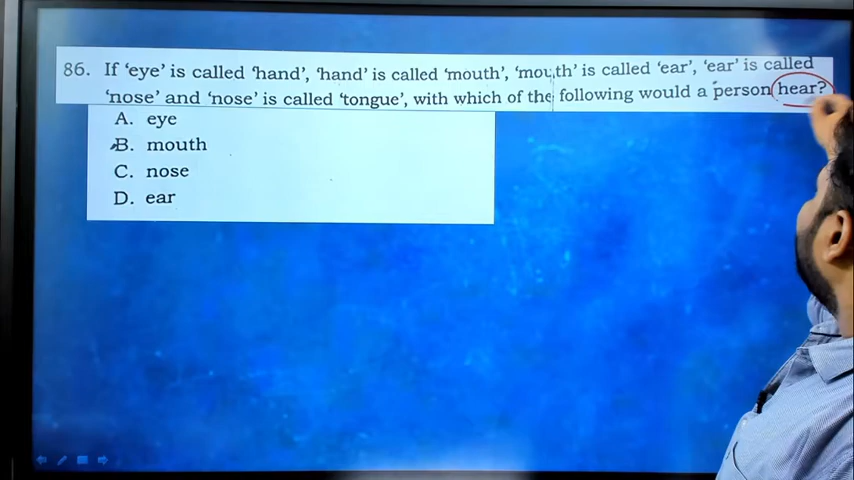 86. If ‘eye’ is called ‘hand’, ‘hand’ is called ‘mouth’, ‘mouth’ is called ‘ear’, ‘ear’ is called
‘nose’ and ‘nose’ is called ‘tongue’, with which of the following would a person hear?
A. eye
B. mouth
C. nose
D. ear